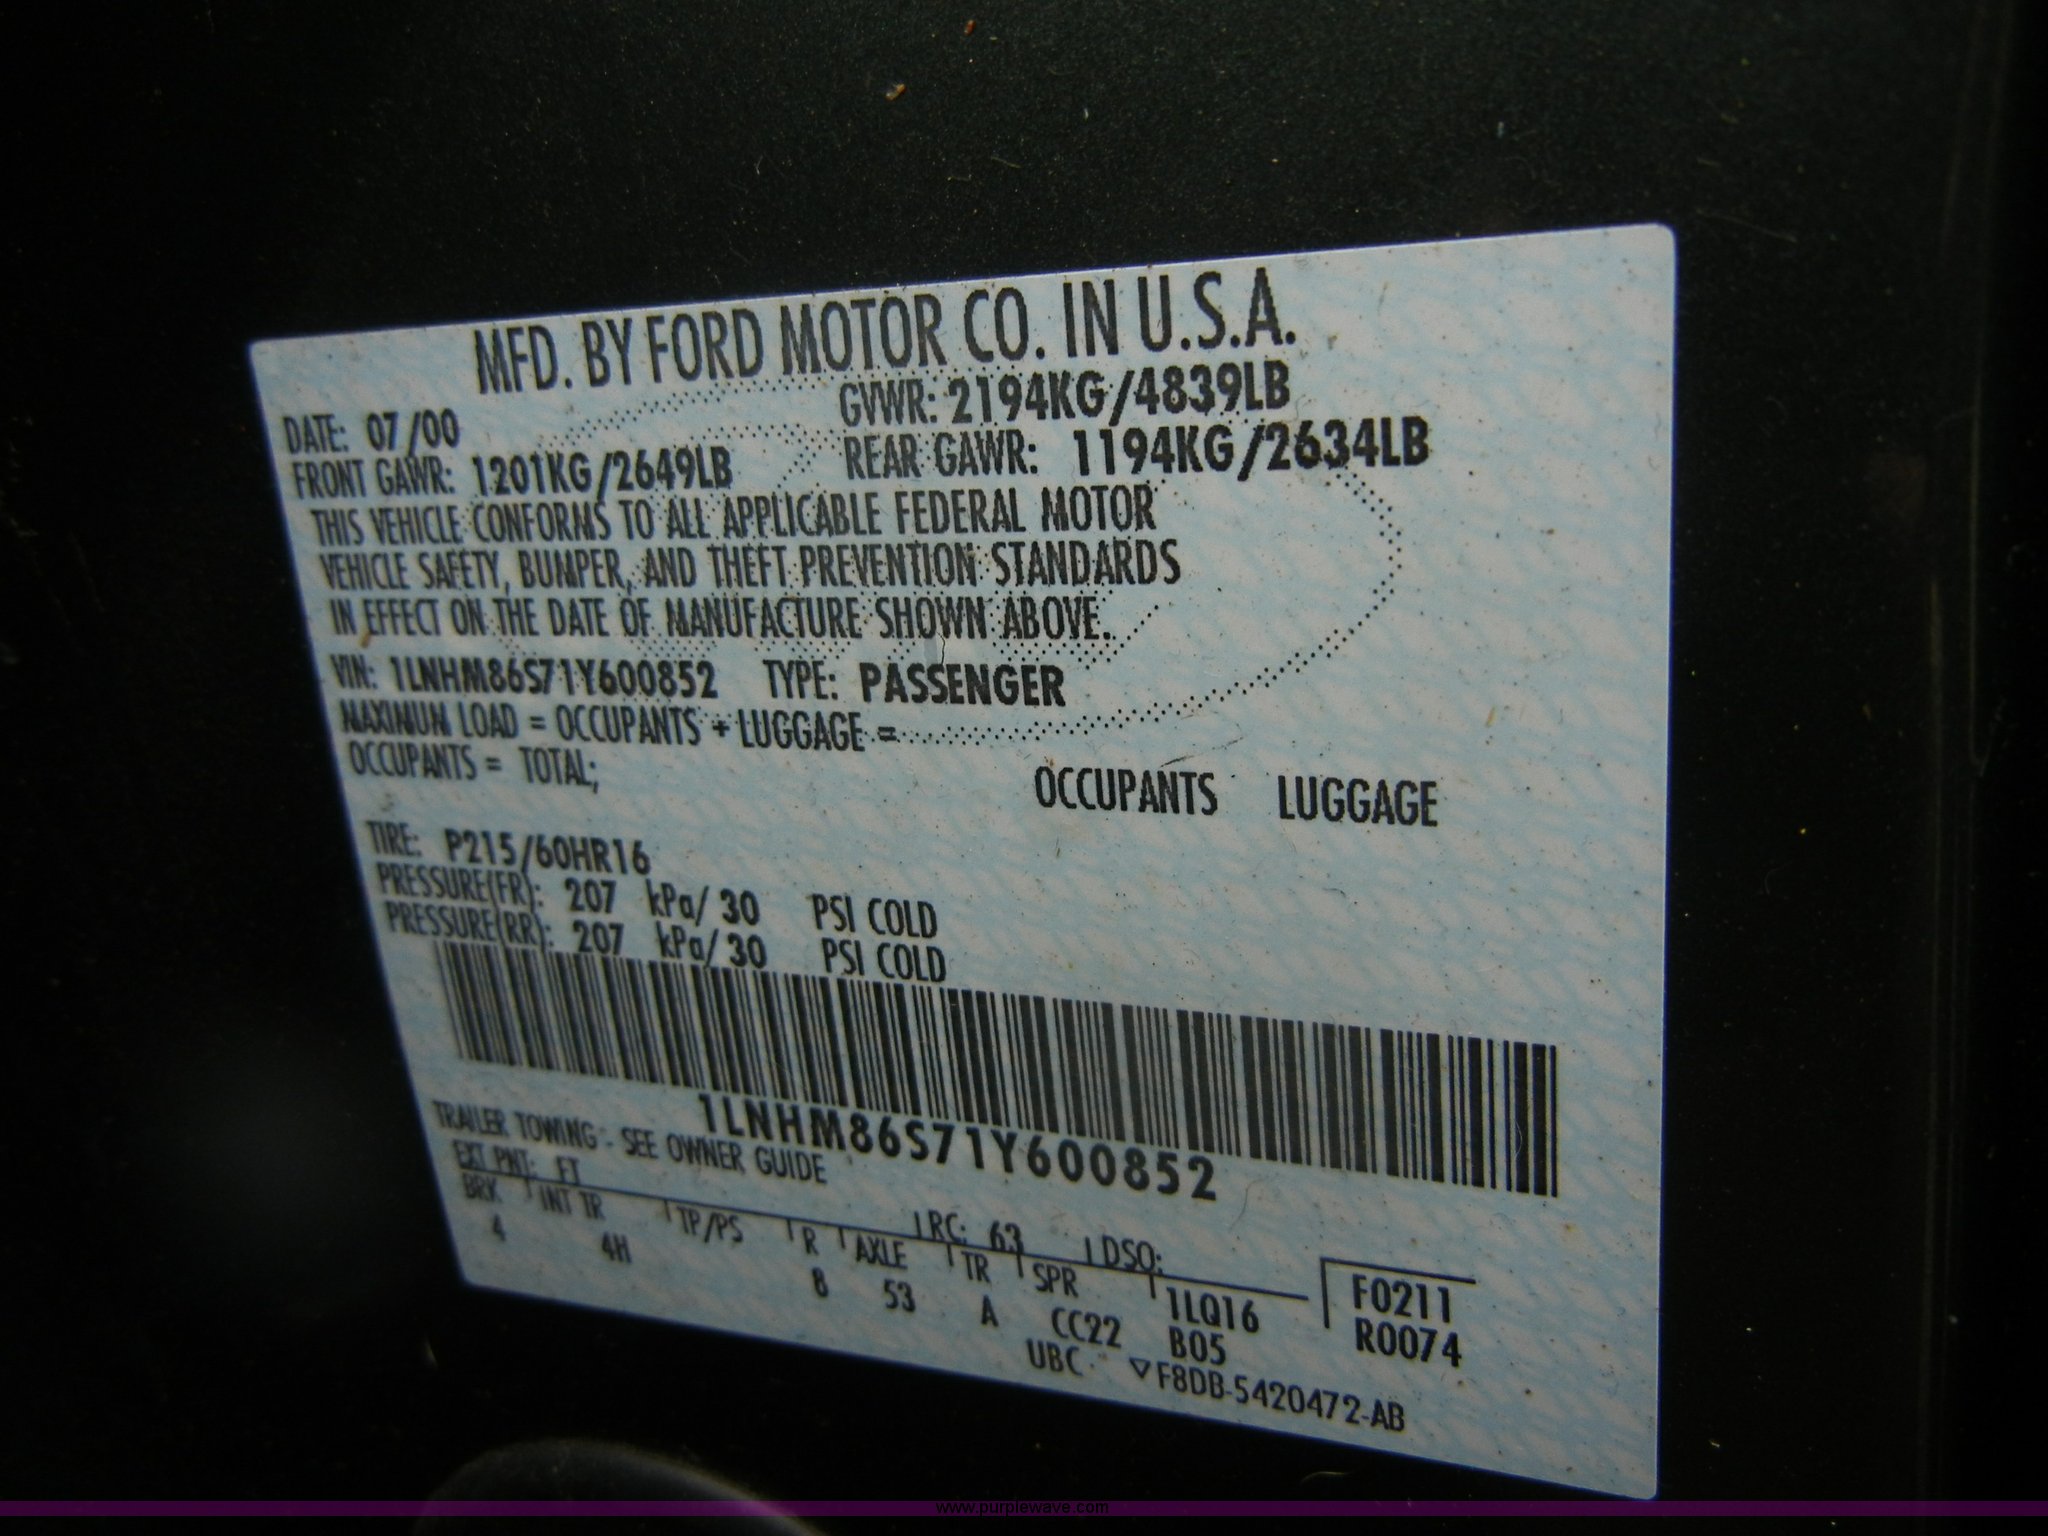 MFD. BY FORD MOTOR CO. IN U.S.A.
DATE: 07/00 GVWR: 2194KG/4839LB
FRONT GAWR: 1201KG/2649LB REAR GAWR: 1194KG/2634LB
THIS VEHICLE CONFORMS TO ALL APPLICABLE FEDERAL MOTOR
VEHICLE SAFETY, BUMPER, AND THEFT PREVENTION STANDARDS
IN EFFECT ON THE DATE OF MANUFACTURE SHOWN ABOVE.
VIN: 1LNHM86S71Y600852 TYPE: PASSENGER
MAXIMUN LOAD = OCCUPANTS + LUGGAGE =
OCCUPANTS = TOTAL;
OCCUPANTS LUGGAGE
TIRE: P215/60HR16
PRESSURE(FR): 207 kPa/ 30 PSI COLD
PRESSURE(RR): 207 kPa/ 30 PSI COLD
1LNHM86S71Y600852
TRAILER TOWING - SEE OWNER GUIDE
EXT PNT: FT RC: 63 DSO:
BRK INT TR TP/PS R AXLE TR SPR 1LQ16 F0211
4 4H 8 53 A CC22 B05 R0074
UBC ▽F8DB-5420472-AB
www.purplewave.com